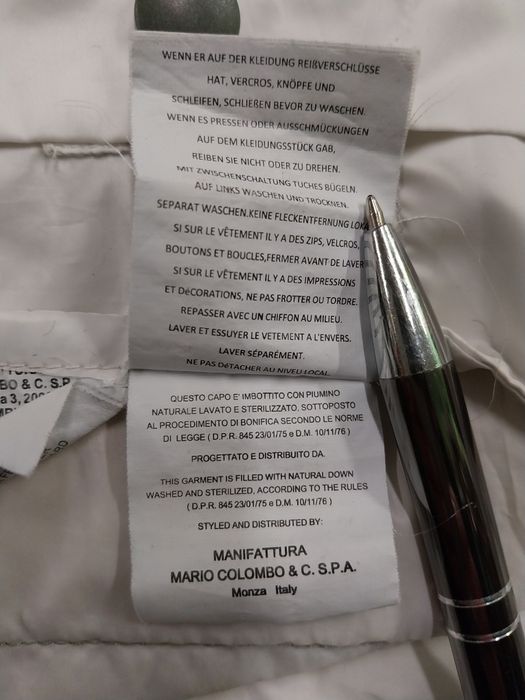 WENN ER AUF DER KLEIDUNG REIßVERSCHLÜSSE
HAT, VERCROS, KNÖPFE UND
SCHLEIFEN, SCHLIEßEN BEVOR ZU WASCHEN.
WENN ES PRESSEN ODER AUSSCHMÜCKUNGEN
AUF DEM KLEIDUNGSSTÜCK GAB,
REIBEN SIE NICHT ODER ZU DREHEN.
MIT ZWISCHENSCHALTUNG TUCHES BÜGELN.
AUF LINKS WASCHEN UND TROCKNEN.
SEPARAT WASCHEN.KEINE FLECKENTFERNUNG LOKA
SI SUR LE VÊTEMENT IL Y A DES ZIPS, VELCROS,
BOUTONS ET BOUCLES,FERMER AVANT DE LAVER
SI SUR LE VÊTEMENT IL Y A DES IMPRESSIONS
ET DéCORATIONS, NE PAS FROTTER OU TORDRE.
REPASSER AVEC UN CHIFFON AU MILIEU.
LAVER ET ESSUYER LE VETEMENT A L'ENVERS.
LAVER SÉPARÉMENT.
NE PAS DéTACHER AU NIVEU LOCAL.
BO & C. S.P
a 3, 200
QUESTO CAPO E' IMBOTTITO CON PIUMINO
NATURALE LAVATO E STERILIZZATO, SOTTOPOSTO
AL PROCEDIMENTO DI BONIFICA SECONDO LE NORME
DI LEGGE ( D.P.R. 845 23/01/75 e D.M. 10/11/76 )
PROGETTATO E DISTRIBUITO DA.
THIS GARMENT IS FILLED WITH NATURAL DOWN
WASHED AND STERILIZED, ACCORDING TO THE RULES
( D.P.R. 845 23/01/75 e D.M. 10/11/76 )
STYLED AND DISTRIBUTED BY:
MANIFATTURA
MARIO COLOMBO & C. S.P.A.
Monza Italy